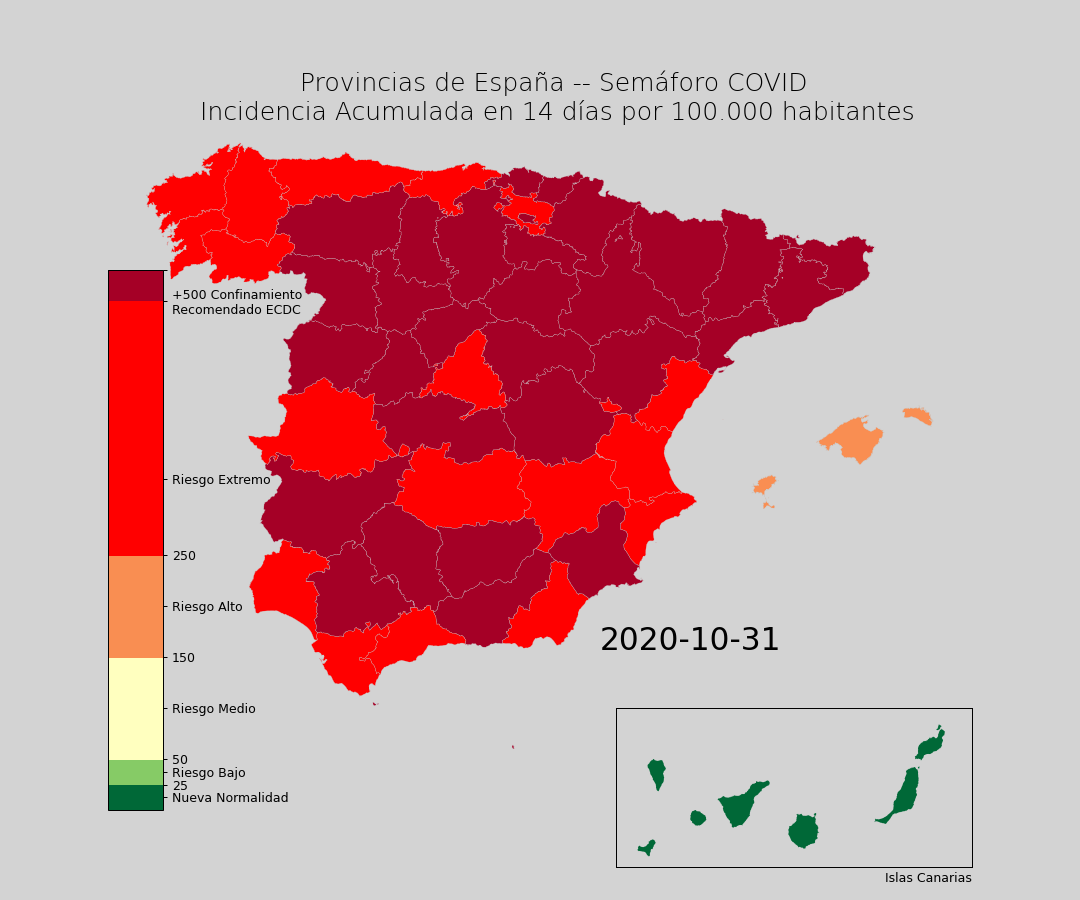 Provincias de España -- Semáforo COVID
Incidencia Acumulada en 14 días por 100.000 habitantes
+500 Confinamiento
Recomendado ECDC
Riesgo Extremo
250
Riesgo Alto
150
Riesgo Medio
50
Riesgo Bajo
25
Nueva Normalidad
2020-10-31
Islas Canarias